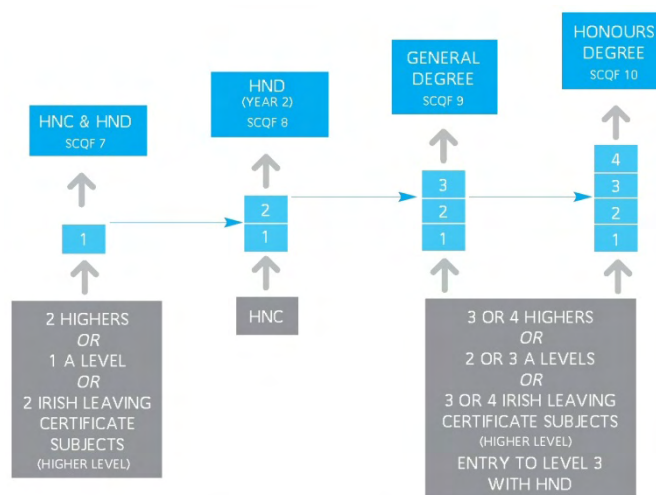 HNC & HND
SCQF 7
1
2 HIGHERS
OR
1 A LEVEL
OR
2 IRISH LEAVING
CERTIFICATE
SUBJECTS
(HIGHER LEVEL)
HND
(YEAR 2)
SCQF 8
2
1
HNC
GENERAL
DEGREE
SCQF 9
3
2
1
HONOURS
DEGREE
SCQF 10
4
3
2
1
3 OR 4 HIGHERS
OR
2 OR 3 A LEVELS
OR
3 OR 4 IRISH LEAVING
CERTIFICATE SUBJECTS
(HIGHER LEVEL)
ENTRY TO LEVEL 3
WITH HND